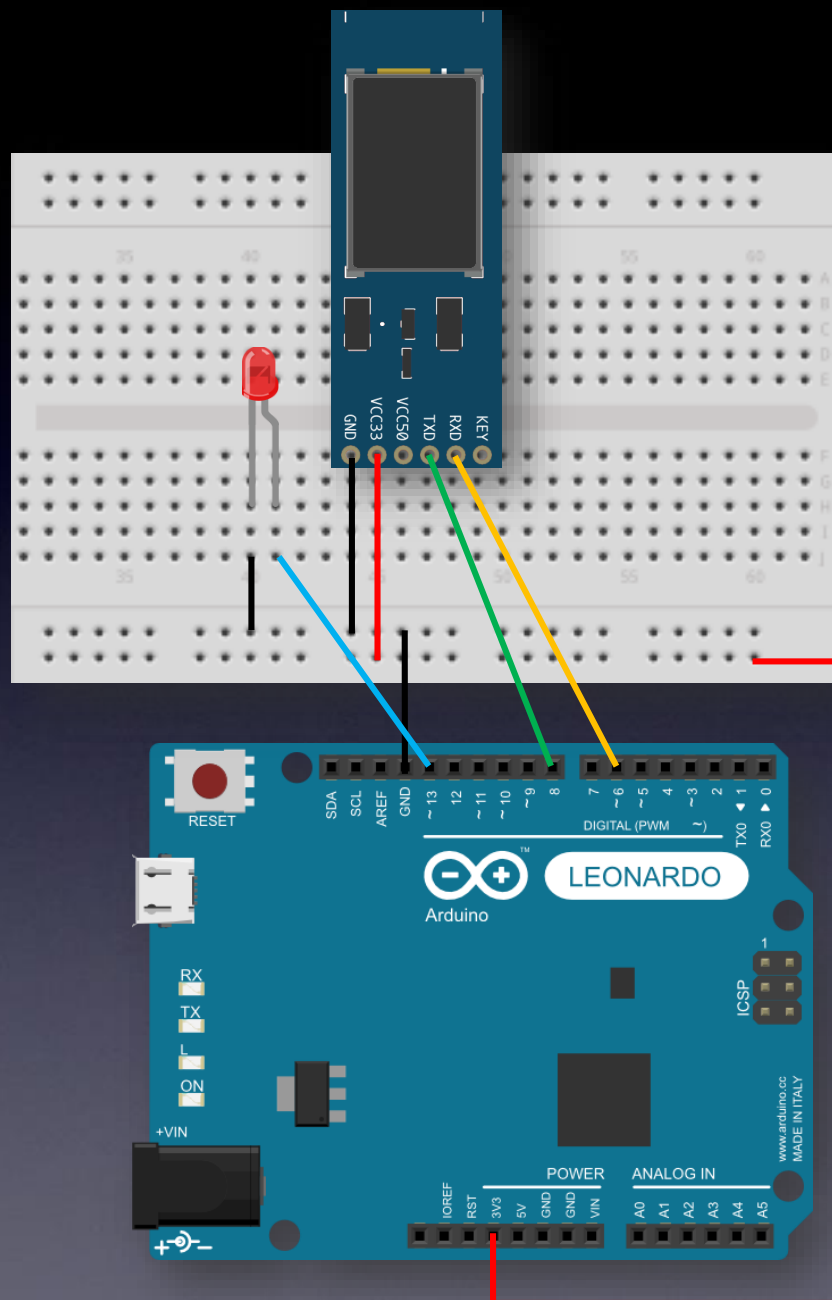 35 40 50 55 60
A
B
C
D
E
GND VCC33 VCC50 TXD RXD KEY
F
G
H
I
J
35 40 45 50 55 60
RESET
SDA SCL AREF GND ~13 12 ~11 ~10 ~9 8 7 ~6 ~5 4 ~3 2 TX0 ◀ 1 RX0 ▶ 0
DIGITAL (PWM ~)
TM
LEONARDO
Arduino
1
ICSP
RX
TX
L
ON
www.arduino.cc
MADE IN ITALY
+VIN
POWER ANALOG IN
IOREF RST 3V3 5V GND GND VIN A0 A1 A2 A3 A4 A5